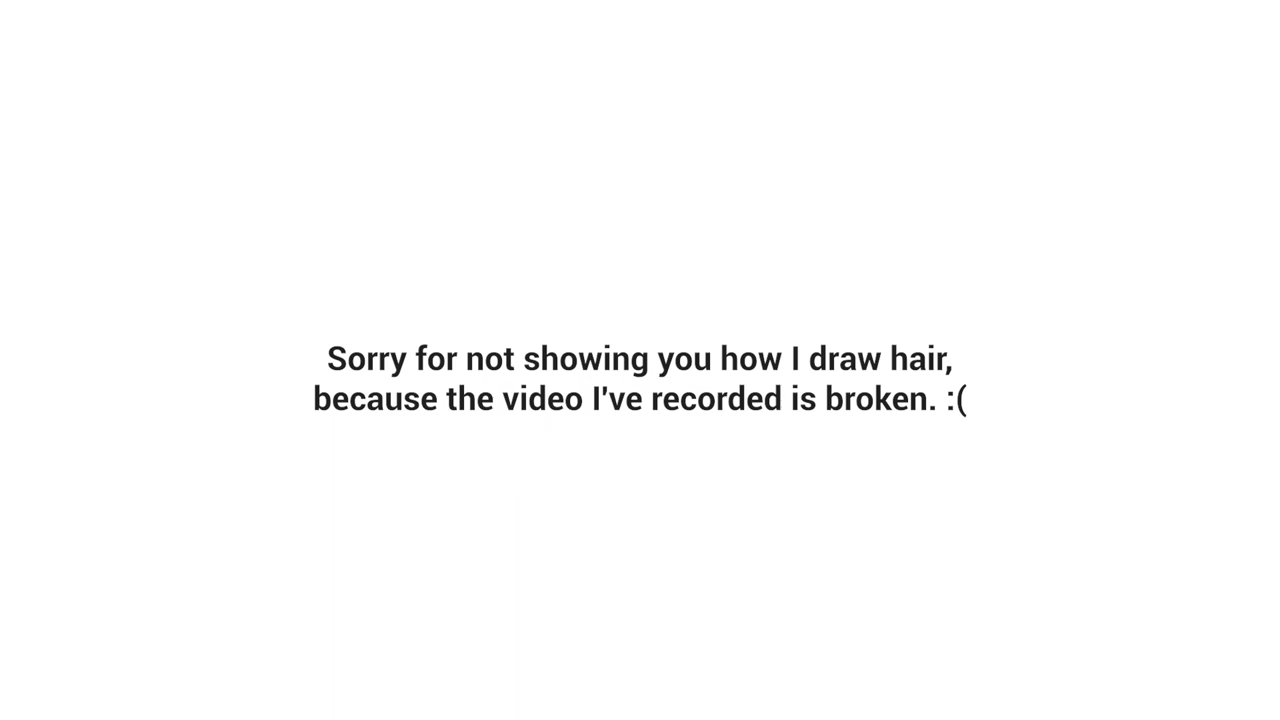 Sorry for not showing you how I draw hair,
because the video I've recorded is broken. :(